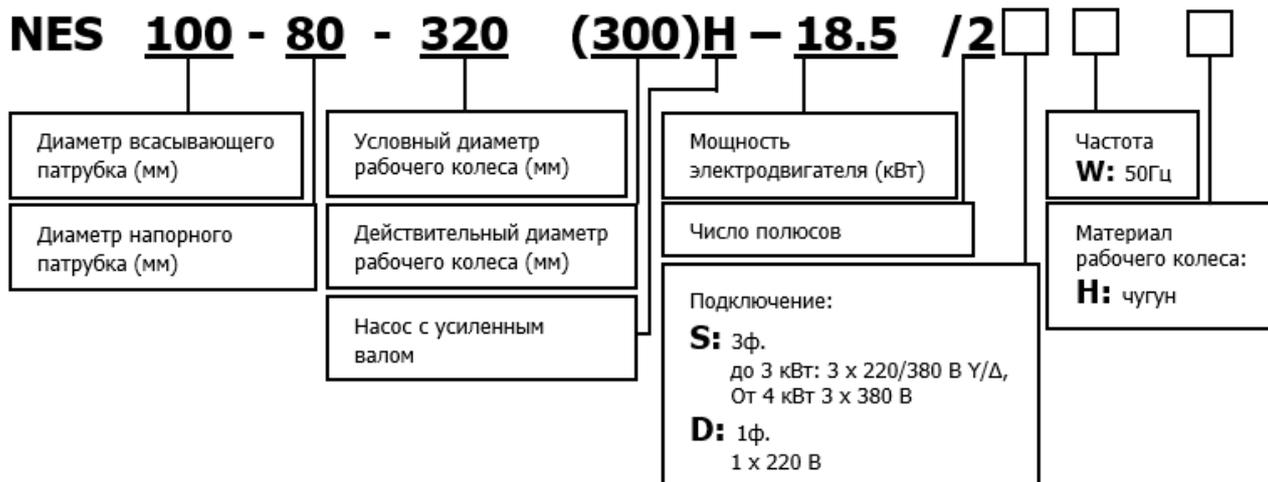 NES 100 - 80 - 320 (300)H – 18.5 /2
Диаметр всасывающего
патрубка (мм)
Диаметр напорного
патрубка (мм)
Условный диаметр
рабочего колеса (мм)
Действительный диаметр
рабочего колеса (мм)
Насос с усиленным
валом
Мощность
электродвигателя (кВт)
Число полюсов
Подключение:
S: 3ф.
до 3 кВт: 3 x 220/380 В Y/Δ,
От 4 кВт 3 x 380 В
D: 1ф.
1 x 220 В
Частота
W: 50Гц
Материал
рабочего колеса:
H: чугун